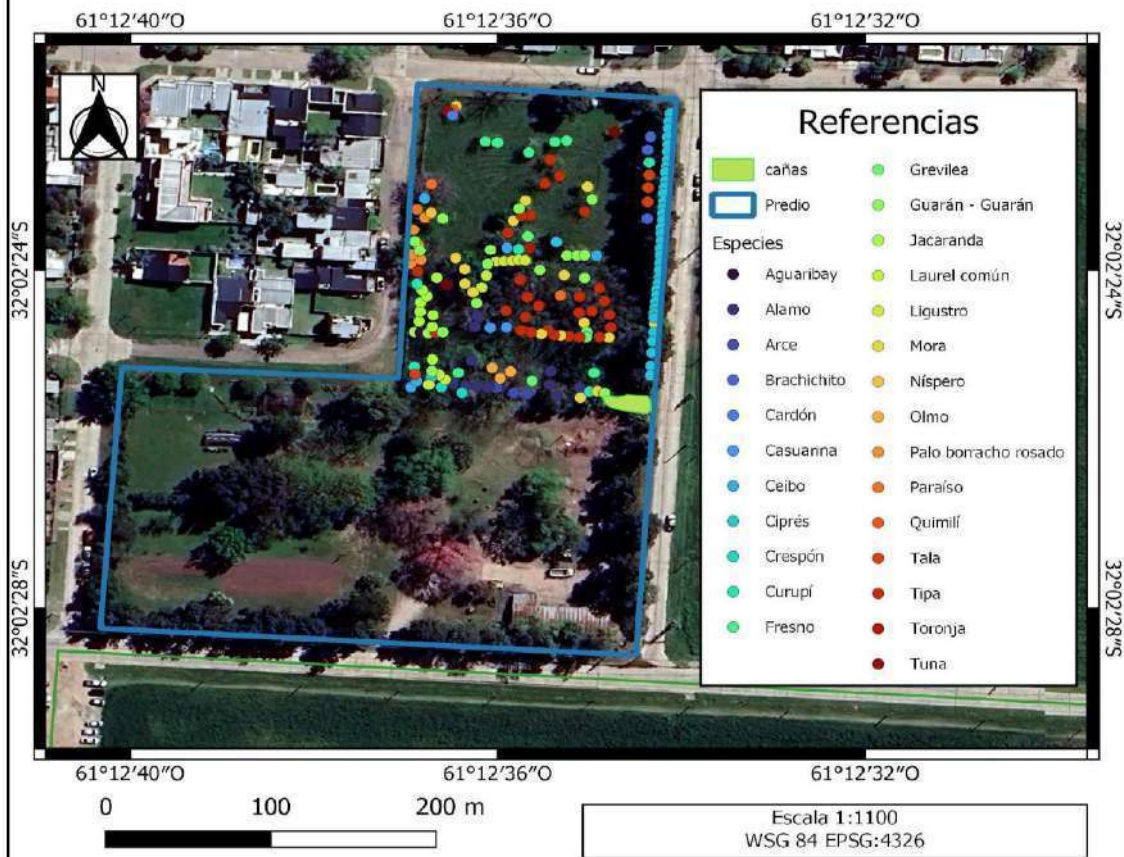 61°12'40"O 61°12'36"O 61°12'32"O
N
32°02'24"S
32°02'28"S
Referencias
cañas
Predio
Especies
Aguaribay
Alamo
Arce
Brachichito
Cardón
Casuarina
Ceibo
Ciprés
Crespón
Curupí
Fresno
Grevilea
Guarán - Guarán
Jacaranda
Laurel común
Ligustro
Mora
Níspero
Olmo
Palo borracho rosado
Paraíso
Quimilí
Tala
Tipa
Toronja
Tuna
32°02'24"S
32°02'28"S
61°12'40"O 61°12'36"O 61°12'32"O
0 100 200 m
Escala 1:1100
WSG 84 EPSG:4326